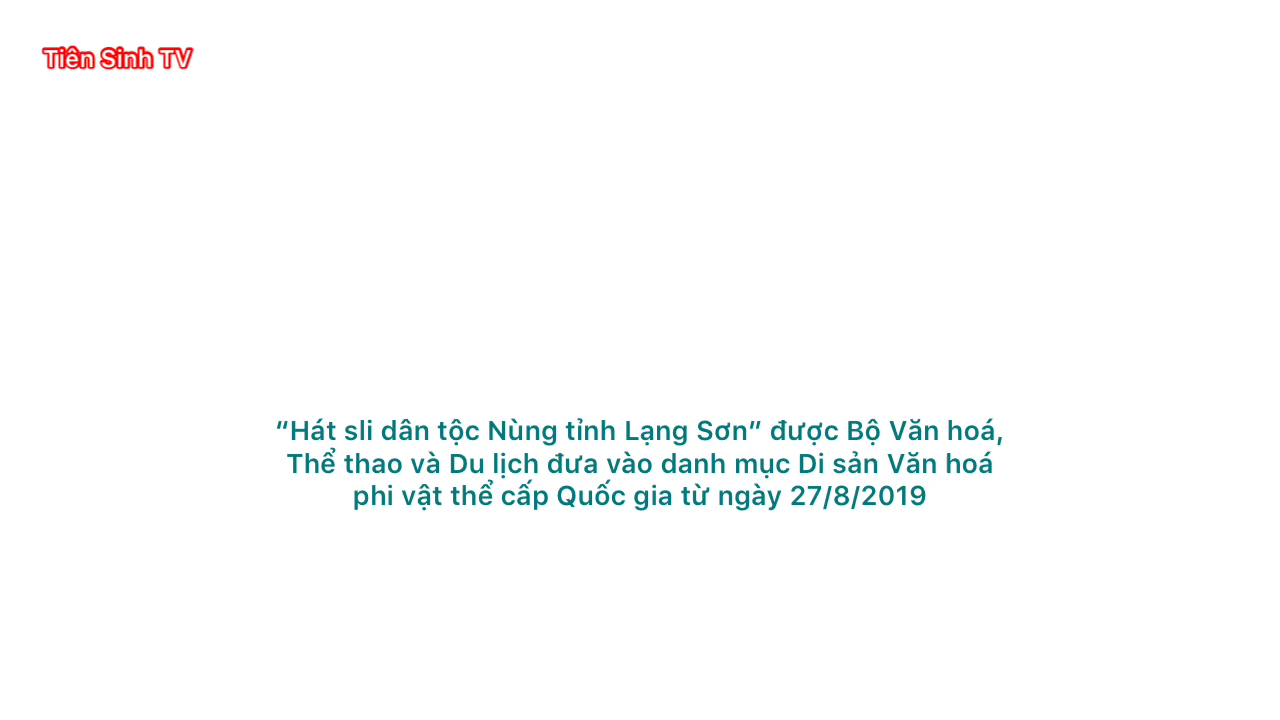 Tiên Sinh TV
“Hát sli dân tộc Nùng tỉnh Lạng Sơn” được Bộ Văn hoá,
Thể thao và Du lịch đưa vào danh mục Di sản Văn hoá
phi vật thể cấp Quốc gia từ ngày 27/8/2019